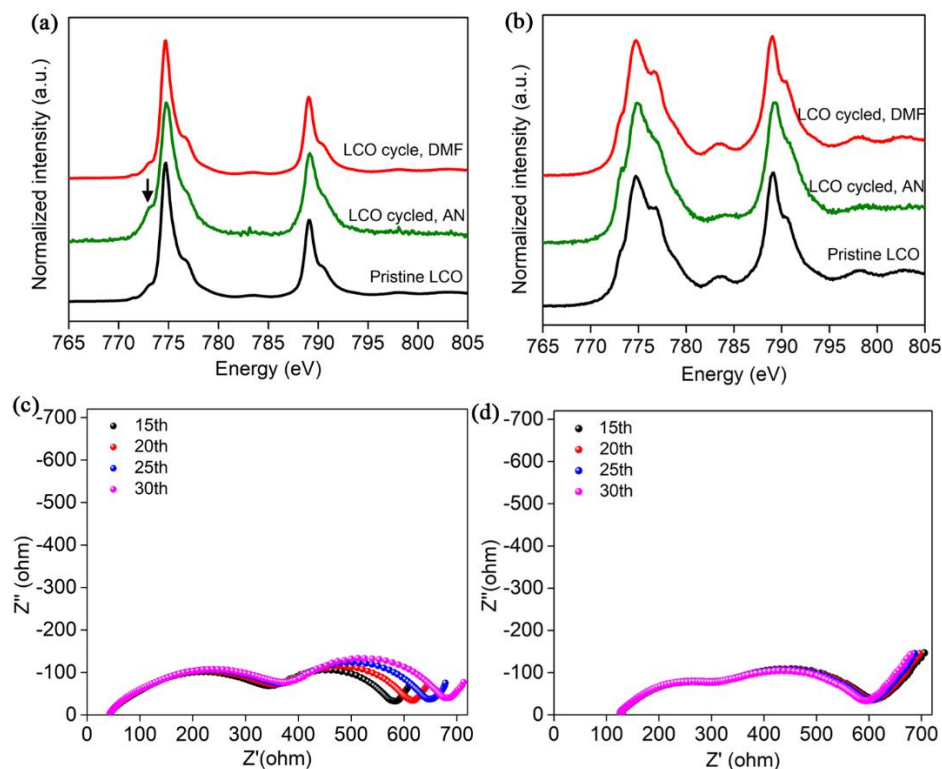 (a)
Normalized intensity (a.u.)
LCO cycle, DMF
LCO cycled, AN
Pristine LCO
765 770 775 780 785 790 795 800 805
Energy (eV)
(b)
Normalized intensity (a.u.)
LCO cycled, DMF
LCO cycled, AN
Pristine LCO
765 770 775 780 785 790 795 800 805
Energy (eV)
(c)
-700
-600
-500
-400
-300
-200
-100
0
Z'' (ohm)
15th
20th
25th
30th
0 100 200 300 400 500 600 700
Z'(ohm)
(d)
-700
-600
-500
-400
-300
-200
-100
0
Z''(ohm)
15th
20th
25th
30th
0 100 200 300 400 500 600 700
Z' (ohm)